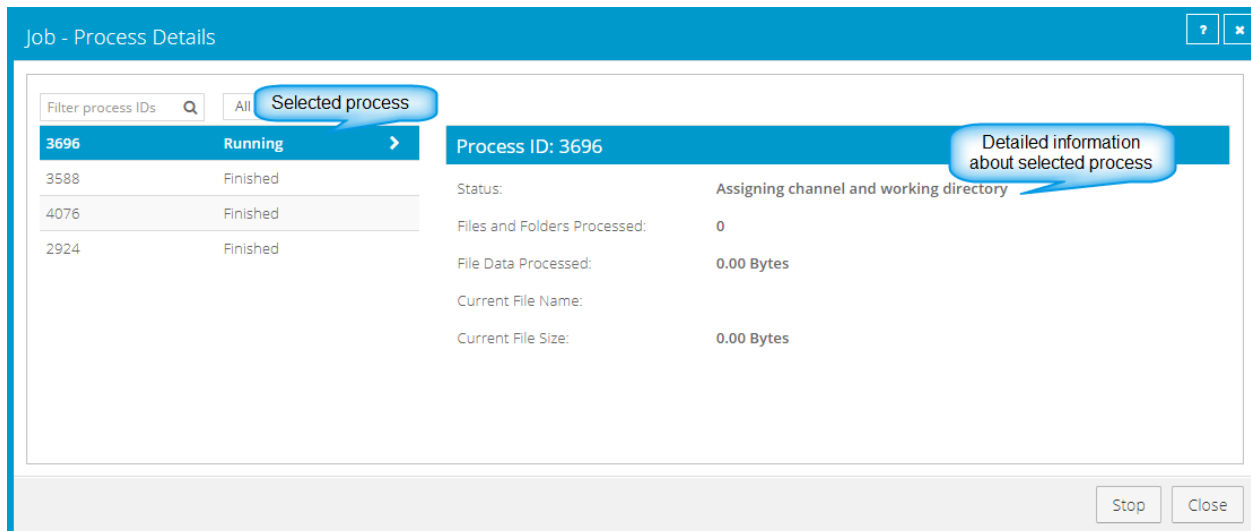 Job - Process Details
?
Filter process IDs
All
Selected process
3696 Running
3588 Finished
4076 Finished
2924 Finished
Process ID: 3696
Detailed information
about selected process
Status: Assigning channel and working directory
Files and Folders Processed: 0
File Data Processed: 0.00 Bytes
Current File Name:
Current File Size: 0.00 Bytes
Stop Close